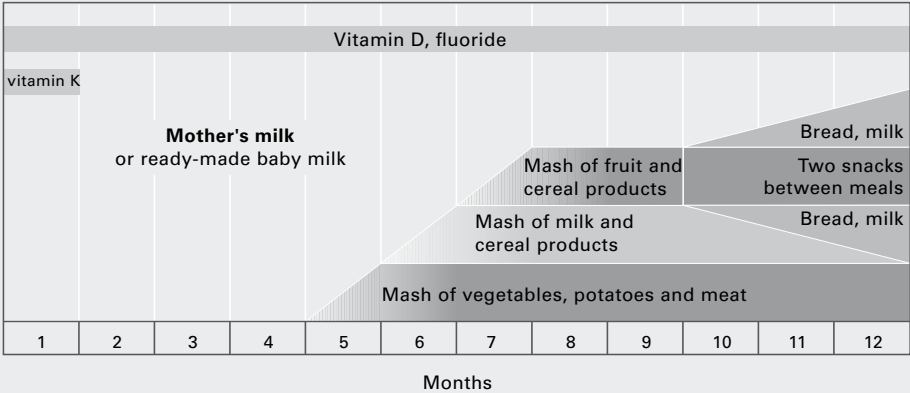 Vitamin D, fluoride
vitamin K
Mother's milk
or ready-made baby milk
Bread, milk
Mash of fruit and
cereal products
Two snacks
between meals
Mash of milk and
cereal products
Bread, milk
Mash of vegetables, potatoes and meat
1 2 3 4 5 6 7 8 9 10 11 12
Months